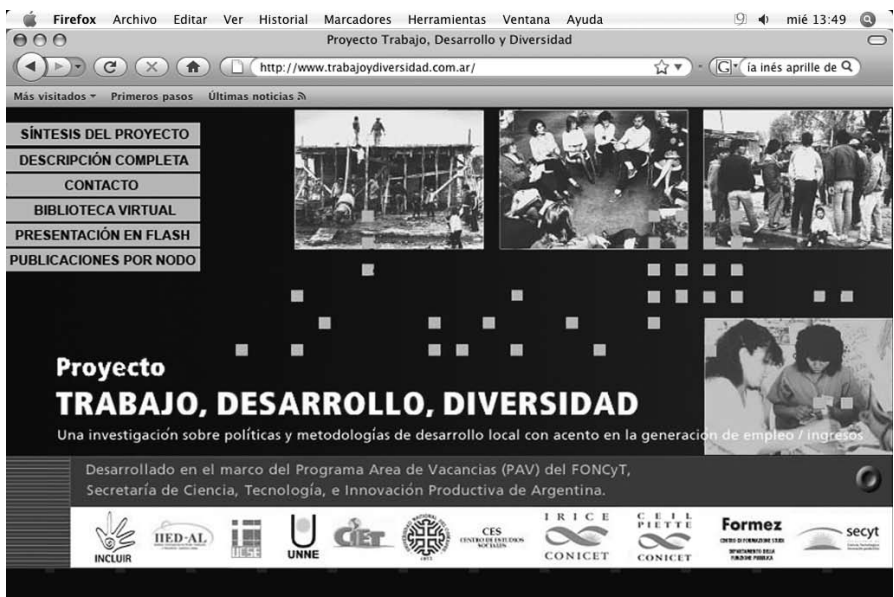 Firefox Archivo Editar Ver Historial Marcadores Herramientas Ventana Ayuda mié 13:49
Proyecto Trabajo, Desarrollo y Diversidad
http://www.trabajoydiversidad.com.ar/ ía inés aprille de
Más visitados Primeros pasos Últimas noticias
SÍNTESIS DEL PROYECTO
DESCRIPCIÓN COMPLETA
CONTACTO
BIBLIOTECA VIRTUAL
PRESENTACIÓN EN FLASH
PUBLICACIONES POR NODO
Proyecto
TRABAJO, DESARROLLO, DIVERSIDAD
Una investigación sobre políticas y metodologías de desarrollo local con acento en la generación de empleo / ingresos
Desarrollado en el marco del Programa Area de Vacancias (PAV) del FONCyT,
Secretaría de Ciencia, Tecnología, e Innovación Productiva de Argentina.
INCLUIR
IIED-AL
UCSE
UNNE
CIET
CES
CENTRO DE ESTUDIOS
SOCIALES
IRICE
CONICET
CEIL
PIETTE
CONICET
Formez
secyt